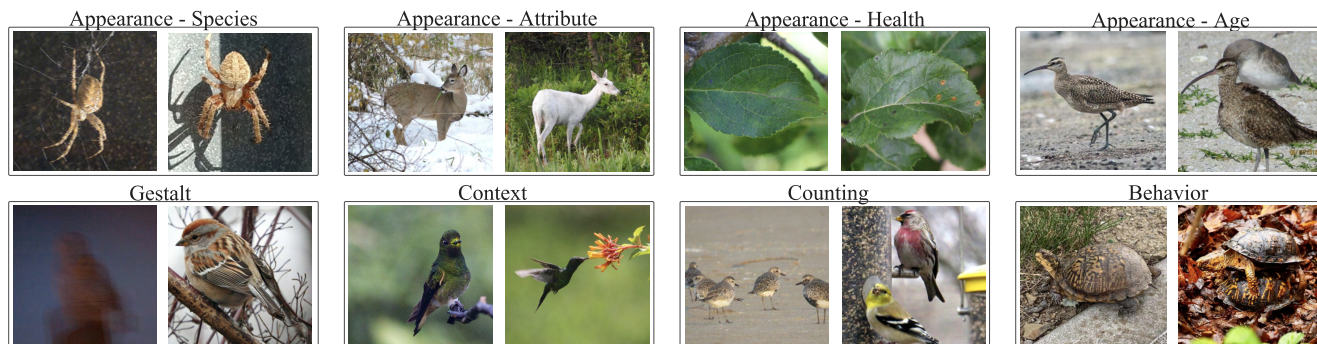 Appearance - Species
Appearance - Attribute
Appearance - Health
Appearance - Age
Gestalt
Context
Counting
Behavior